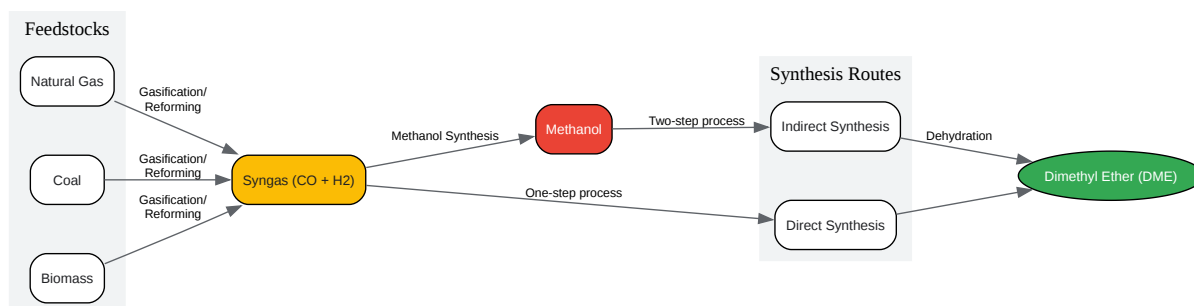 Feedstocks
Natural Gas
Gasification/
Reforming
Coal
Gasification/
Reforming
Biomass
Gasification/
Reforming
Syngas (CO + H2)
Methanol Synthesis
Methanol
Two-step process
One-step process
Synthesis Routes
Indirect Synthesis
Direct Synthesis
Dehydration
Dimethyl Ether (DME)